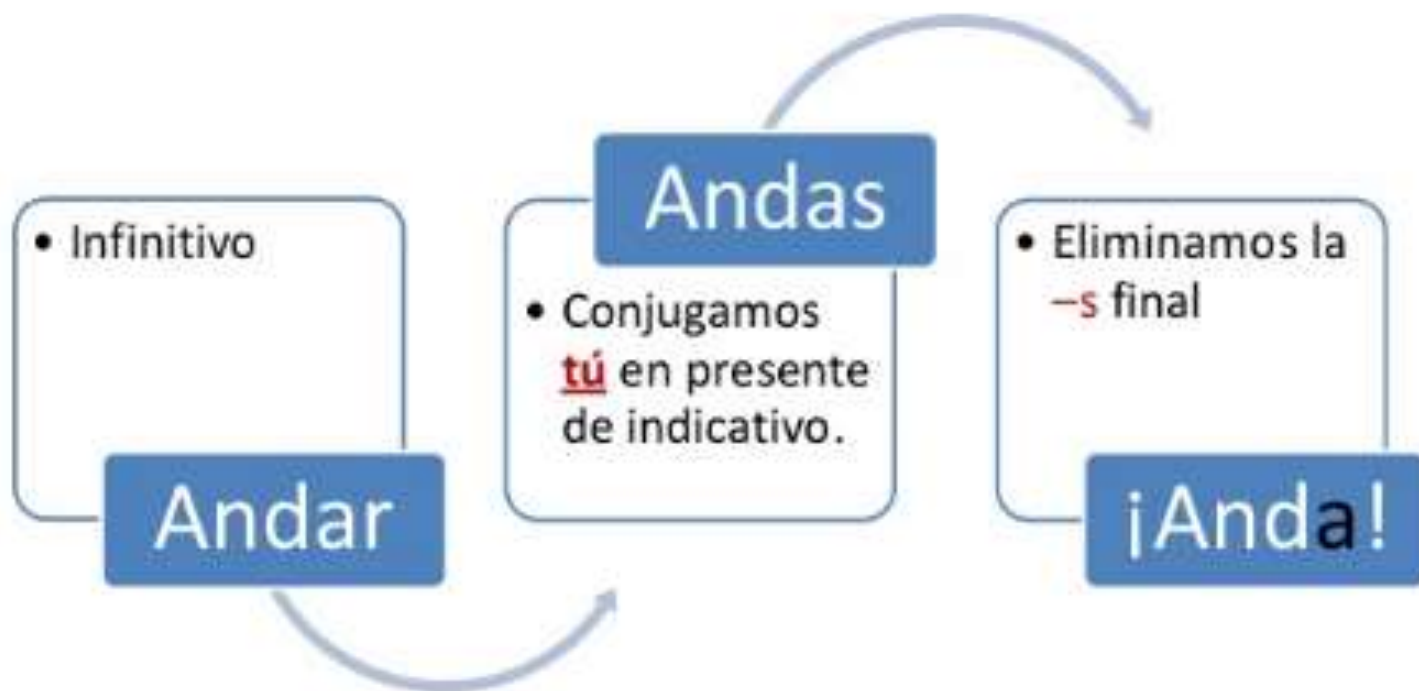 • Infinitivo
Andar
Andas
• Conjugamos
tú en presente
de indicativo.
• Eliminamos la
–s final
¡Anda!